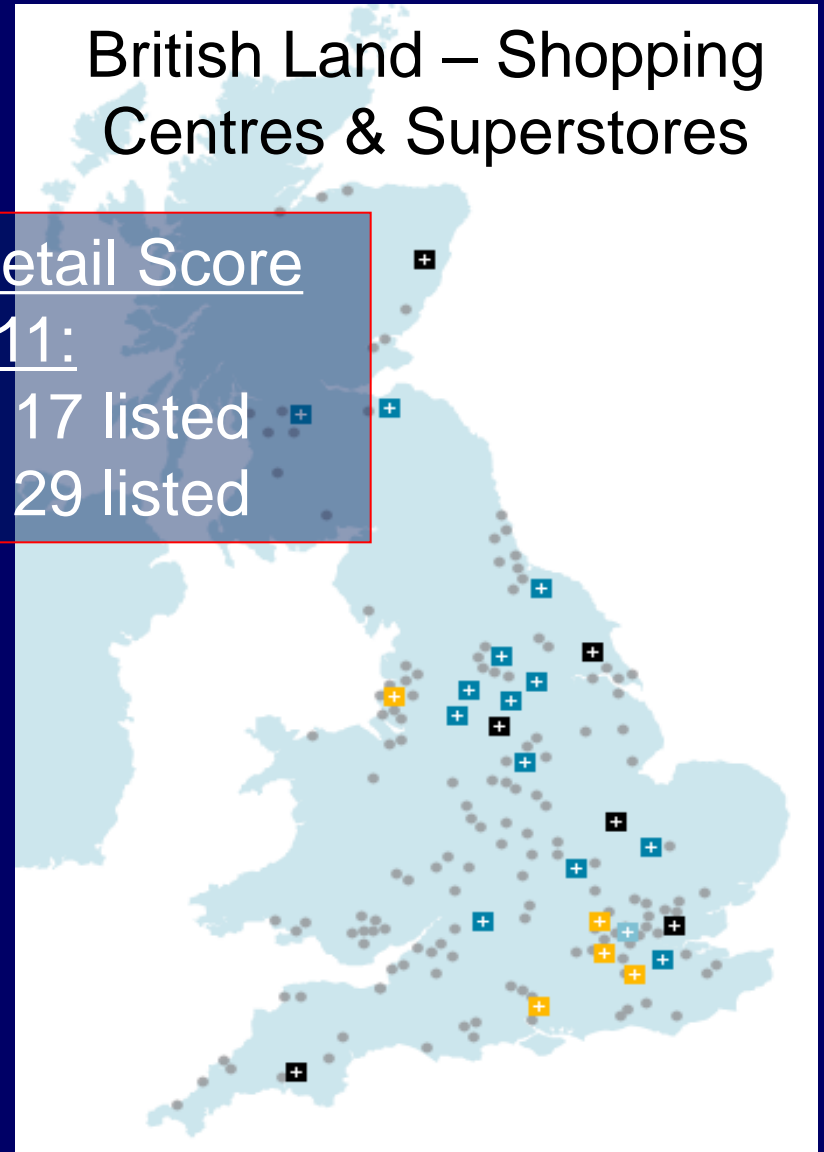 British Land – Shopping
Centres & Superstores
etail Score
11:
17 listed
29 listed